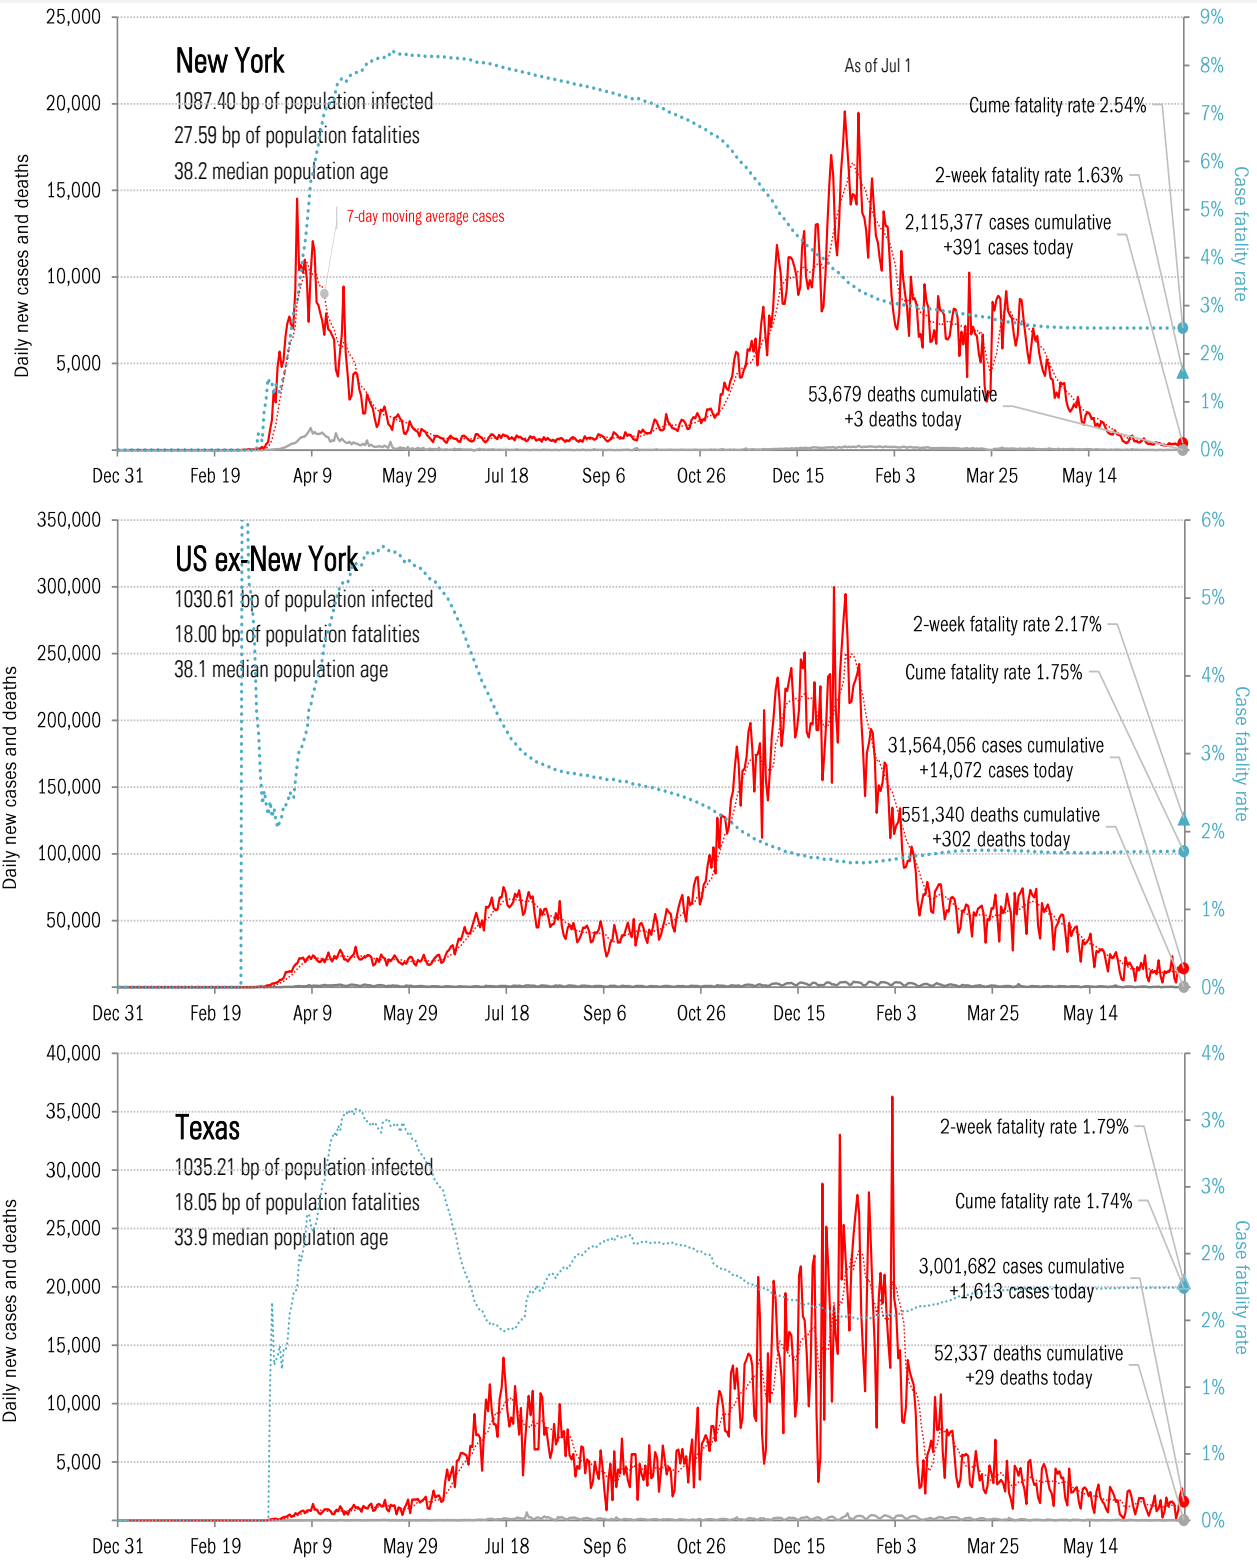 25,000
9%
New York
As of Jul 1
8%
1087.40 bp of population infected
20,000
Cume fatality rate 2.54%
7%
27.59 bp of population fatalities
6%
38.2 median population age
2-week fatality rate 1.63%
15,000
7-day moving average cases
5%
2,115,377 cases cumulative
+391 cases today
4%
10,000
3%
5,000
2%
53,679 deaths cumulative
+3 deaths today
1%
0%
Daily new cases and deaths
Case fatality rate
Dec 31 Feb 19 Apr 9 May 29 Jul 18 Sep 6 Oct 26 Dec 15 Feb 3 Mar 25 May 14
350,000
6%
US ex-New York
300,000
1030.61 bp of population infected
5%
2-week fatality rate 2.17%
18.00 bp of population fatalities
250,000
38.1 median population age
Cume fatality rate 1.75%
4%
200,000
31,564,056 cases cumulative
+14,072 cases today
3%
150,000
551,340 deaths cumulative
+302 deaths today
2%
100,000
50,000
1%
0%
Daily new cases and deaths
Case fatality rate
Dec 31 Feb 19 Apr 9 May 29 Jul 18 Sep 6 Oct 26 Dec 15 Feb 3 Mar 25 May 14
40,000
4%
35,000
3%
Texas
2-week fatality rate 1.79%
30,000
1035.21 bp of population infected
3%
18.05 bp of population fatalities
Cume fatality rate 1.74%
25,000
33.9 median population age
2%
3,001,682 cases cumulative
+1,613 cases today
20,000
2%
15,000
52,337 deaths cumulative
+29 deaths today
1%
10,000
1%
5,000
0%
Daily new cases and deaths
Case fatality rate
Dec 31 Feb 19 Apr 9 May 29 Jul 18 Sep 6 Oct 26 Dec 15 Feb 3 Mar 25 May 14